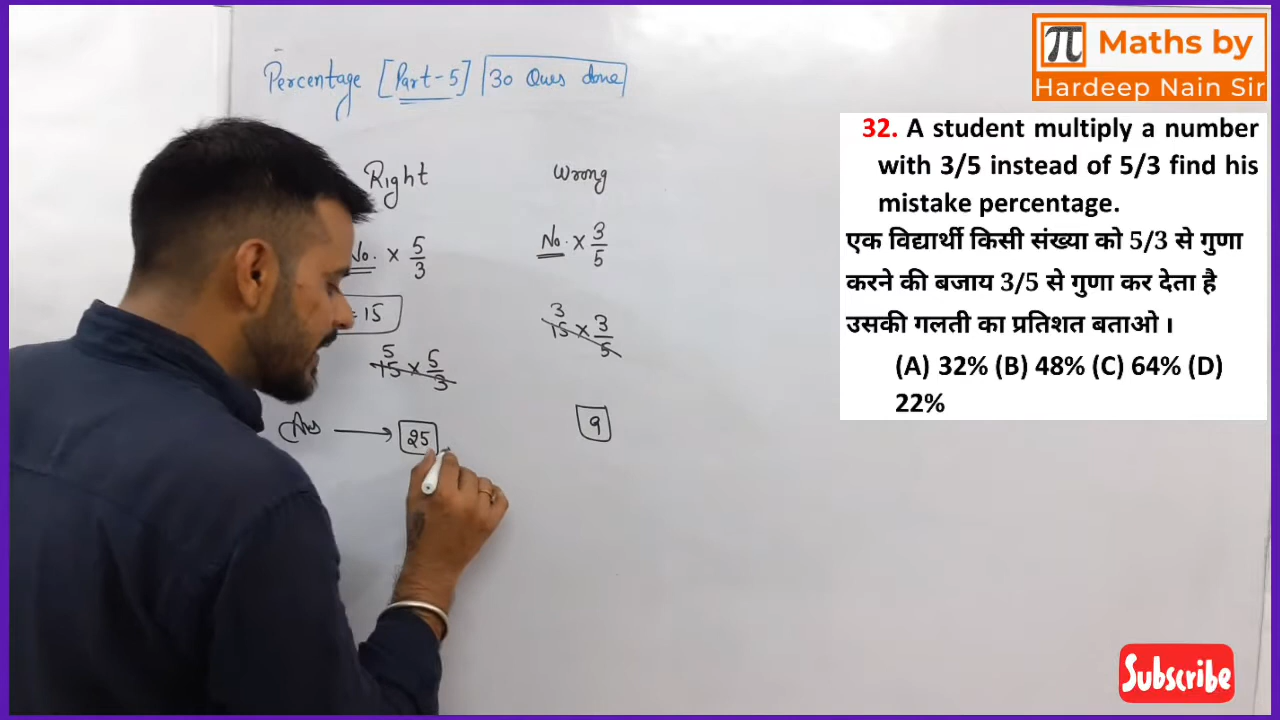 Percentage [Part-5] 30 Ques done
π Maths by
Hardeep Nain Sir
32. A student multiply a number
with 3/5 instead of 5/3 find his
mistake percentage.
एक विद्यार्थी किसी संख्या को 5/3 से गुणा
करने की बजाय 3/5 से गुणा कर देता है
उसकी गलती का प्रतिशत बताओ ।
(A) 32% (B) 48% (C) 64% (D)
22%
Right Wrong
No. × 5/3 No. × 3/5
= 15
5 3
15 × 5/3 15 × 3/5
Ans → 25 9
Subscribe